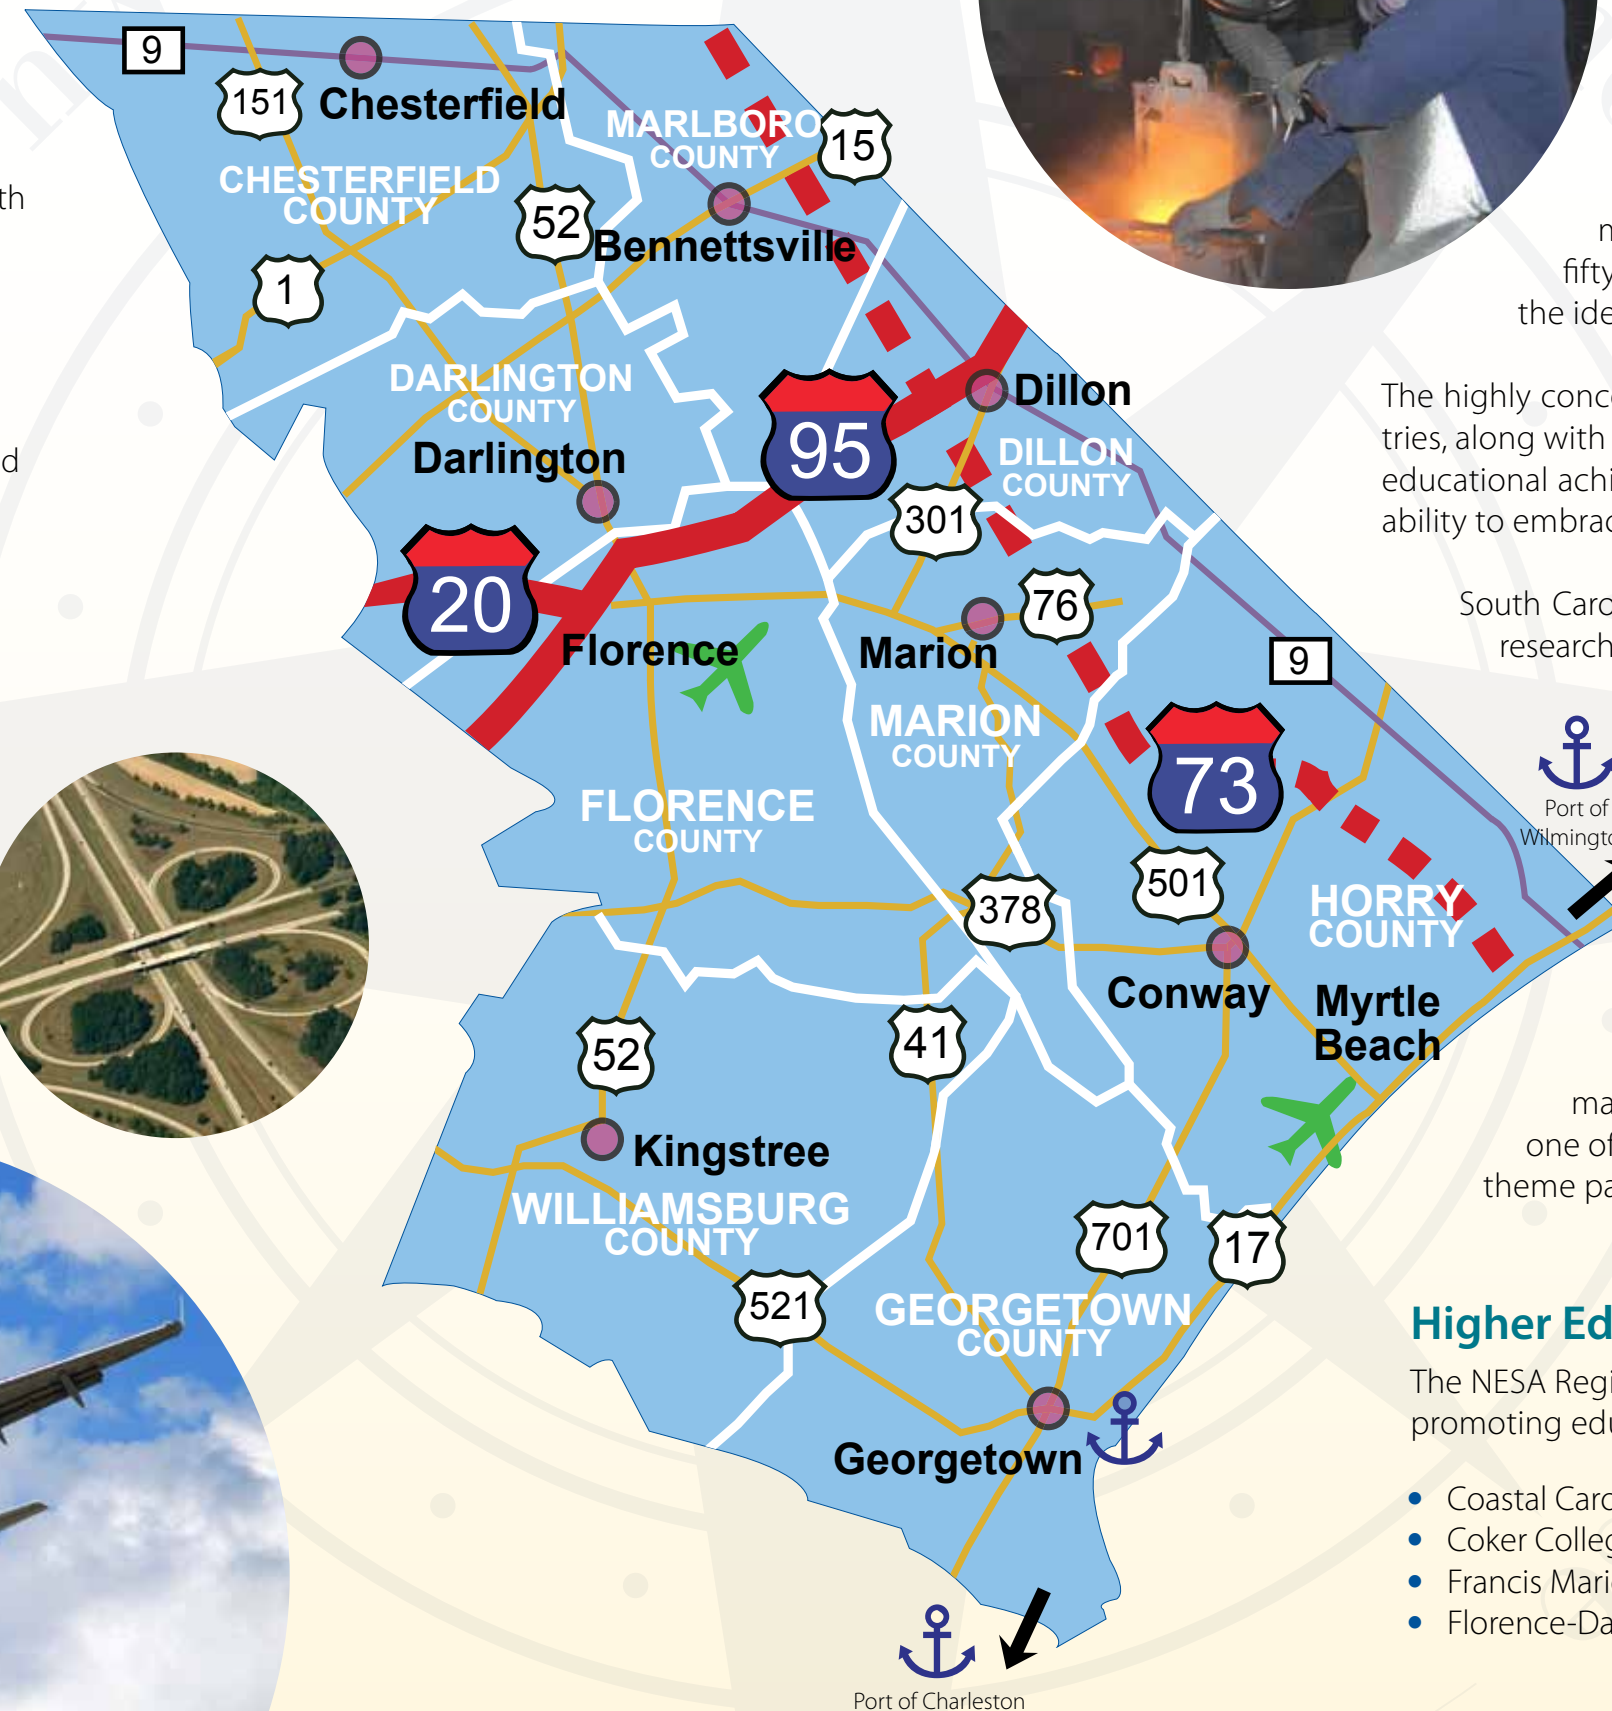 9
151
Chesterfield
MARLBORO
COUNTY
15
CHESTERFIELD
COUNTY
52
Bennettsville
1
th
fifty
the ide
DARLINGTON
COUNTY
Darlington
95
Dillon
DILLON
COUNTY
301
d
The highly conc
tries, along with
educational achi
ability to embrac
20
Florence
76
Marion
9
South Caro
research
MARION
COUNTY
73
Port of
Wilmingto
FLORENCE
COUNTY
501
378
HORRY
COUNTY
Conway
Myrtle
Beach
52
41
Kingstree
ma
one of
theme pa
WILLIAMSBURG
COUNTY
701
17
521
GEORGETOWN
COUNTY
Georgetown
Higher Ed
The NESA Regi
promoting edu
• Coastal Caro
• Coker Colleg
• Francis Mari
• Florence-Da
Port of Charleston